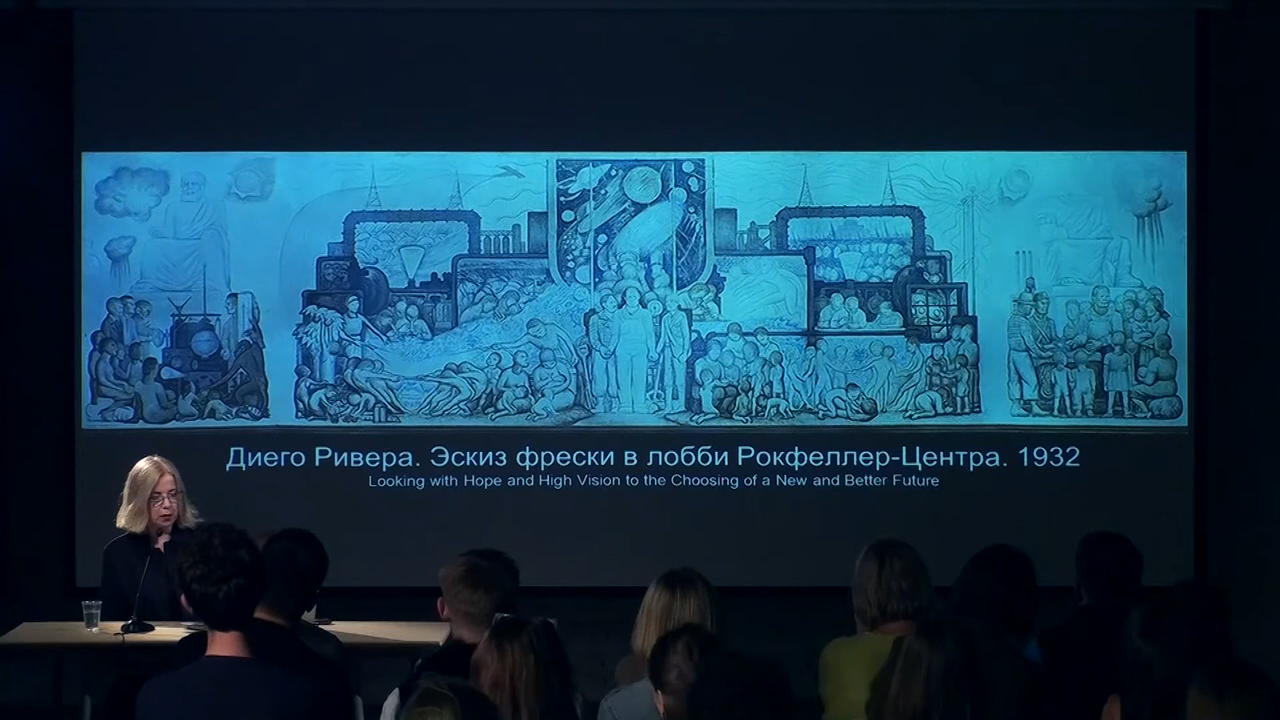 Диего Ривера. Эскиз фрески в лобби Рокфеллер-Центра. 1932
Looking with Hope and High Vision to the Choosing of a New and Better Future